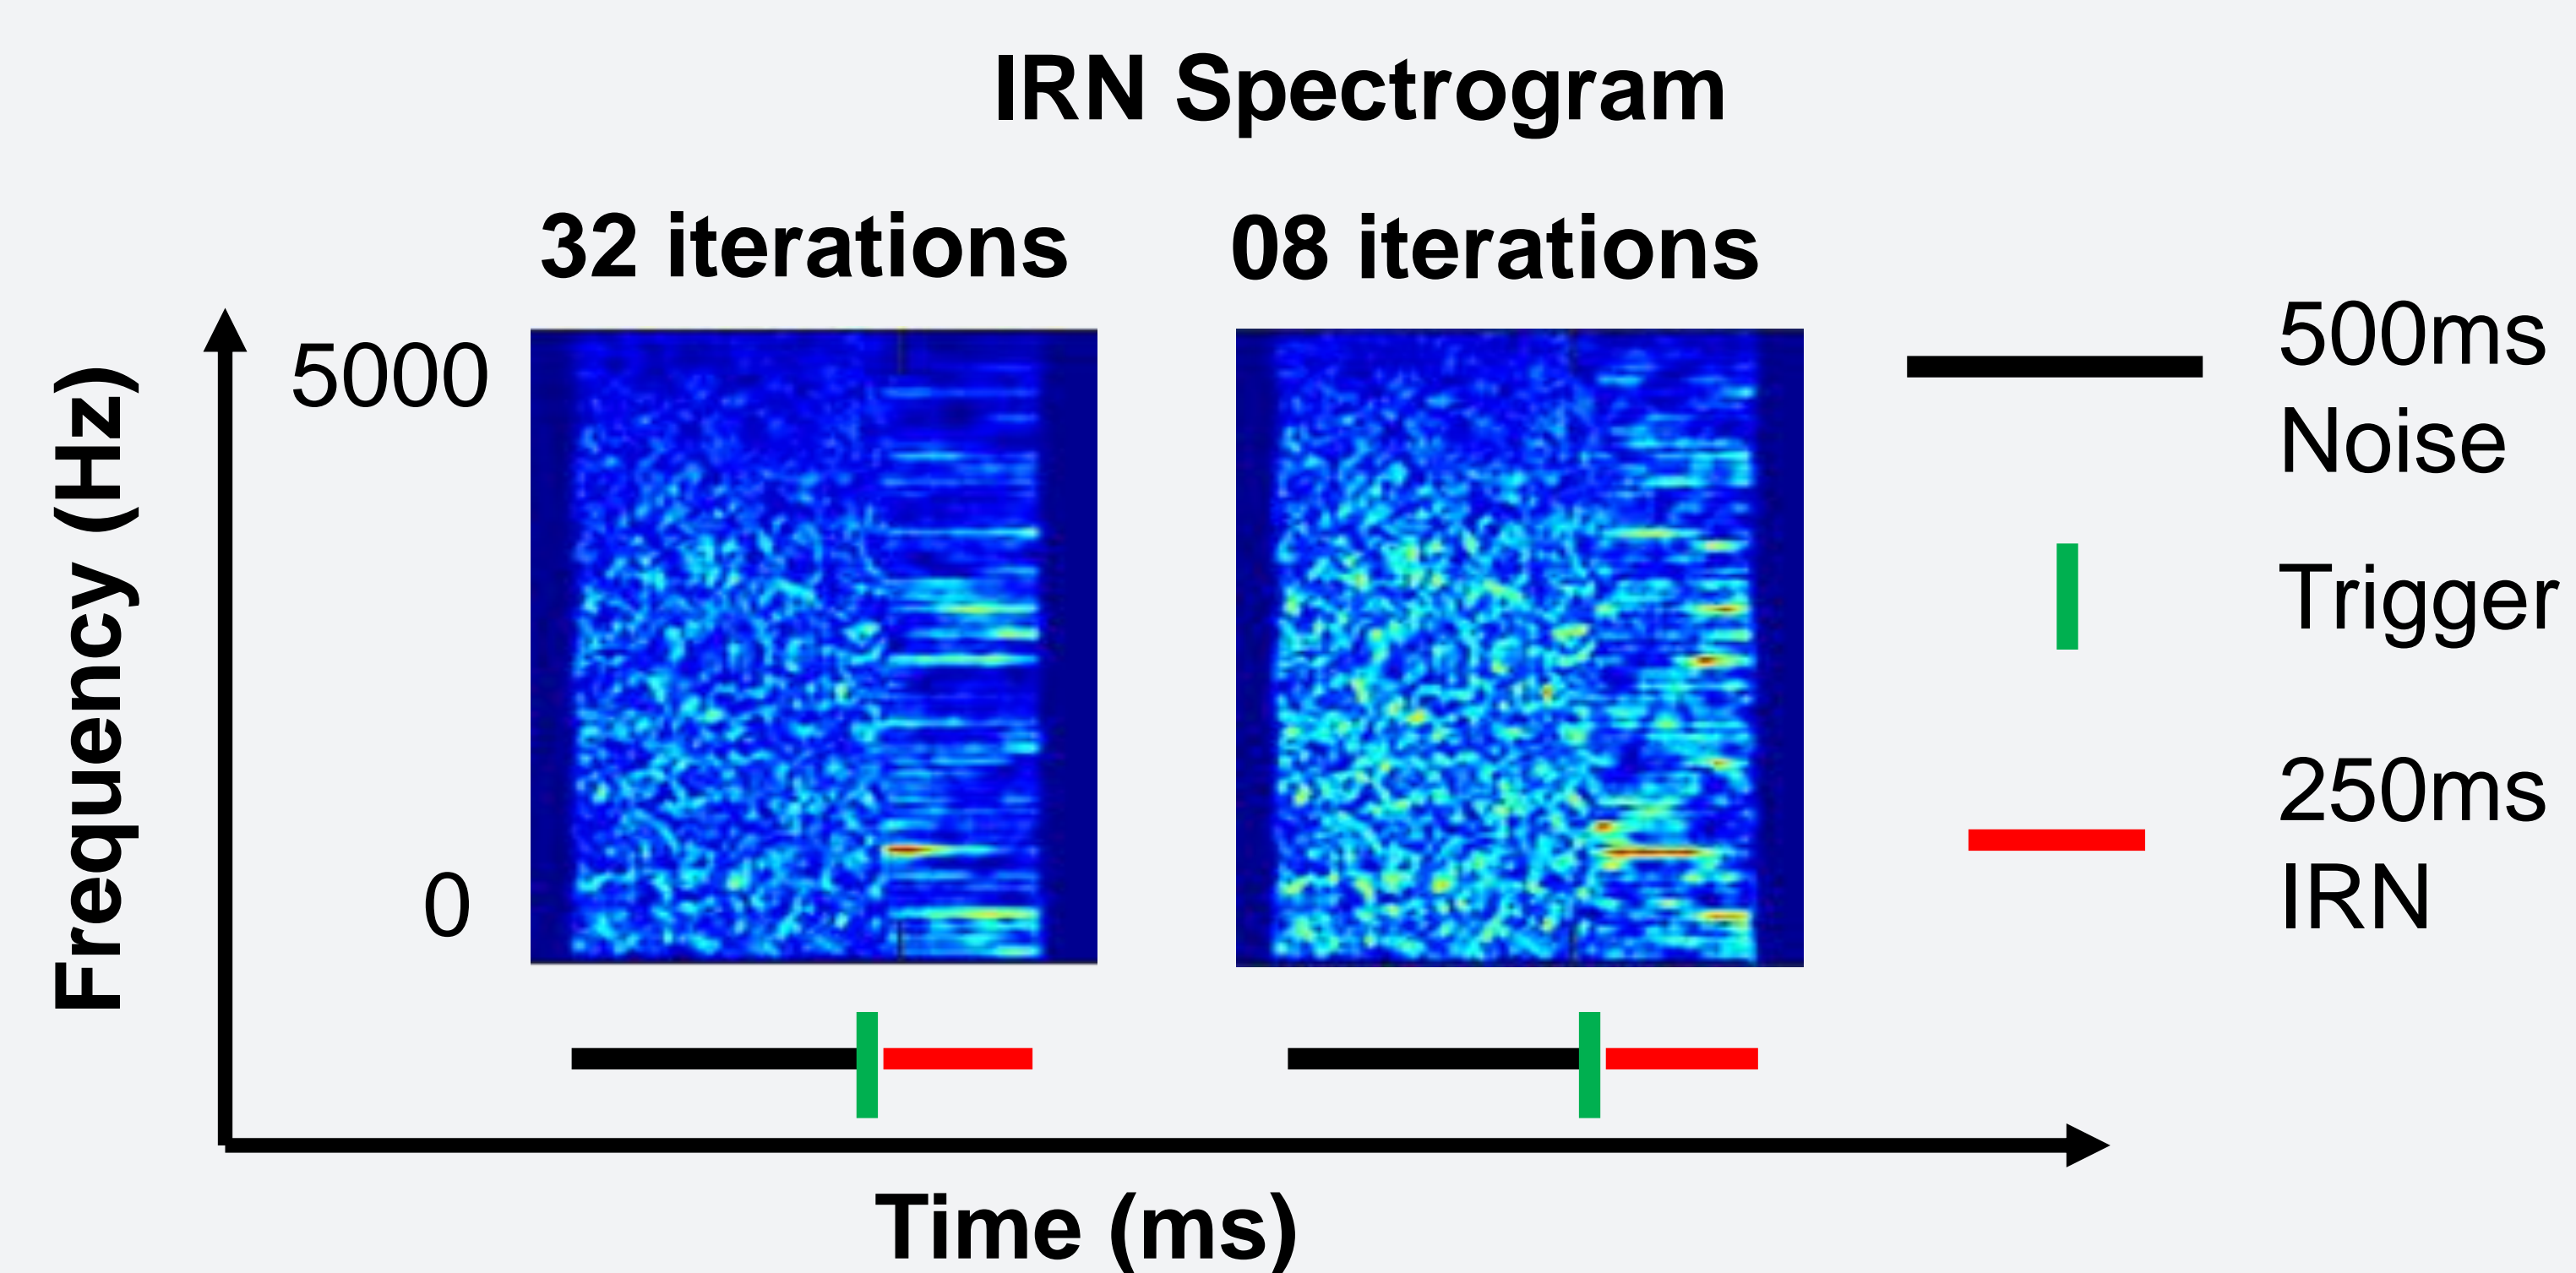 IRN Spectrogram
32 iterations
08 iterations
Frequency (Hz)
5000
0
Time (ms)
500ms
Noise
Trigger
250ms
IRN